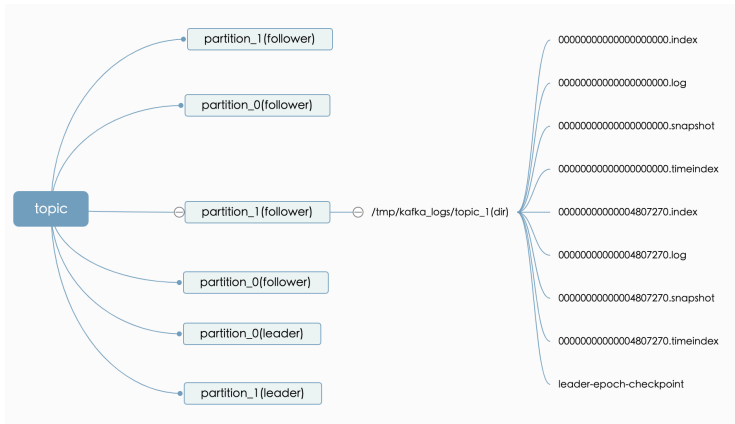 topic
partition_1(follower)
partition_0(follower)
partition_1(follower)
partition_0(follower)
partition_0(leader)
partition_1(leader)
/tmp/kafka_logs/topic_1(dir)
00000000000000000000.index
00000000000000000000.log
00000000000000000000.snapshot
00000000000000000000.timeindex
00000000000004807270.index
00000000000004807270.log
00000000000004807270.snapshot
00000000000004807270.timeindex
leader-epoch-checkpoint